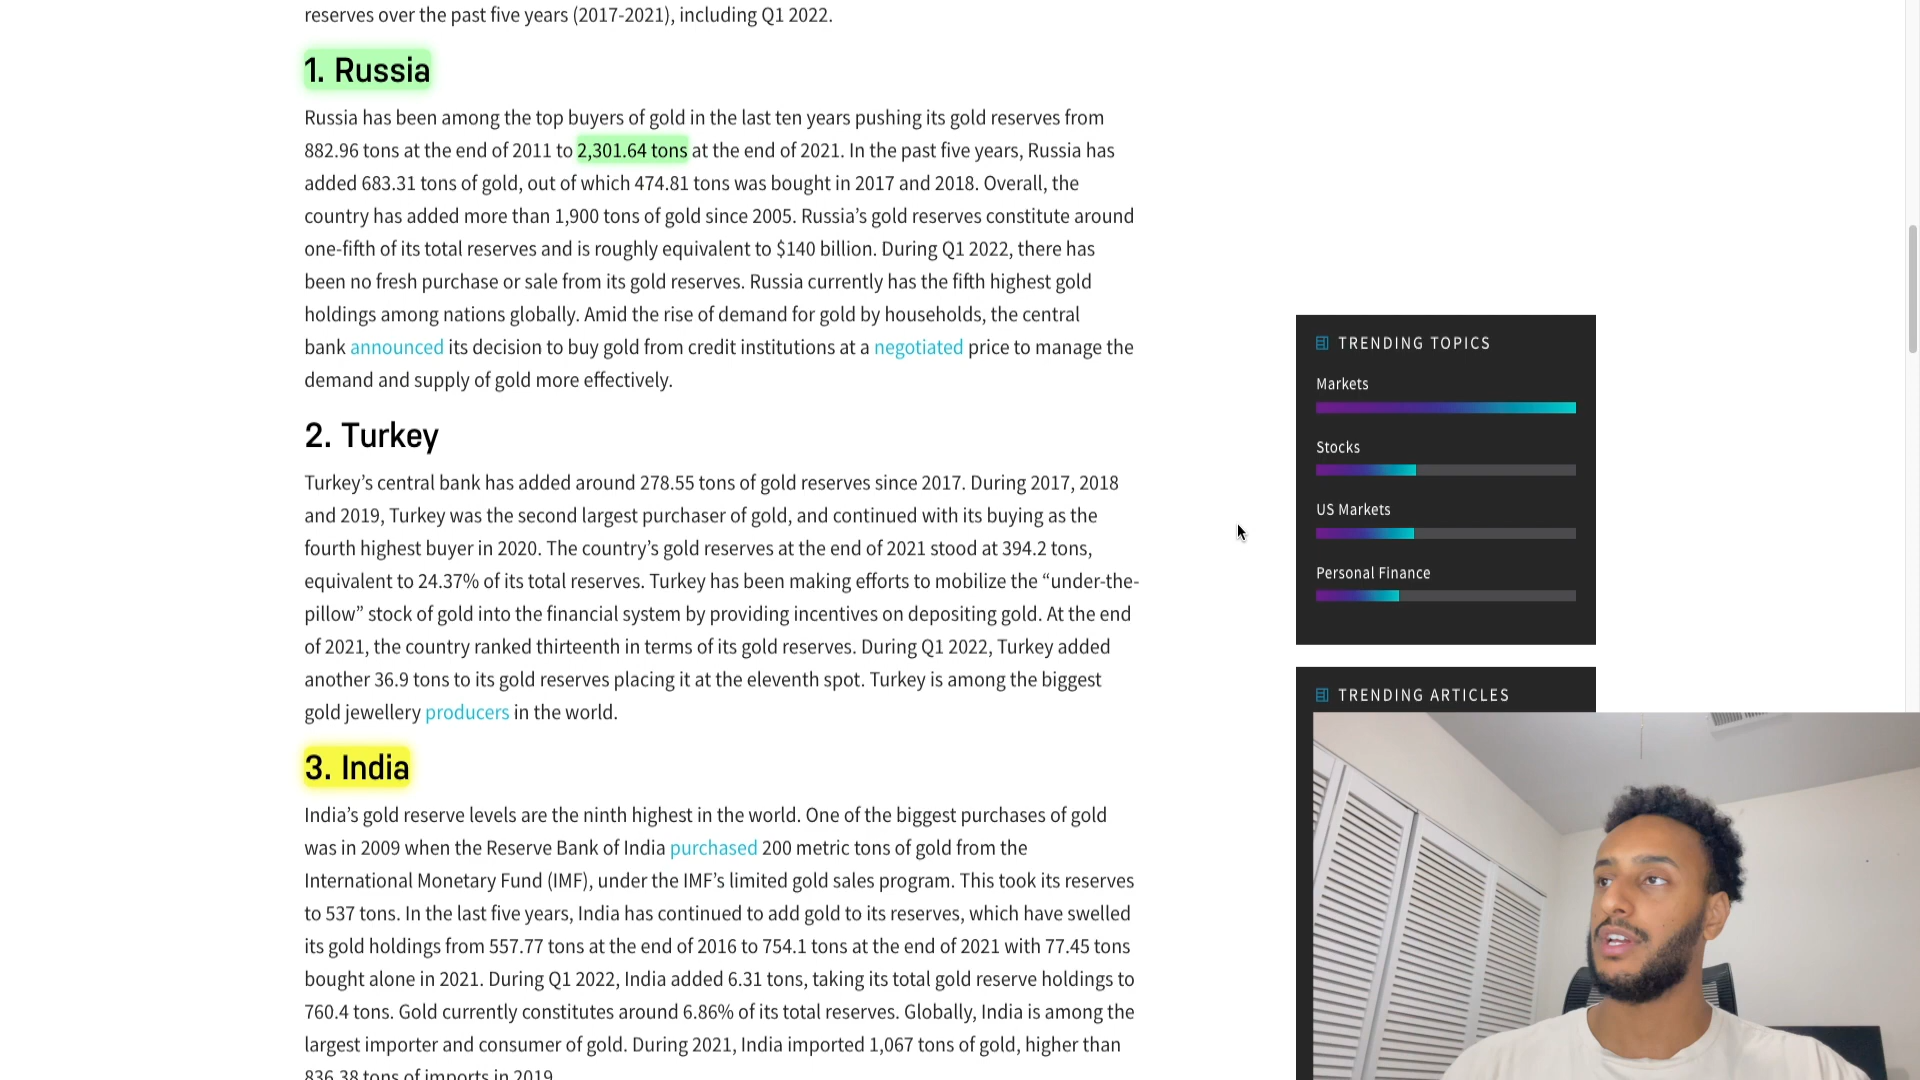 reserves over the past five years (2017-2021), including Q1 2022.
1. Russia
Russia has been among the top buyers of gold in the last ten years pushing its gold reserves from
882.96 tons at the end of 2011 to 2,301.64 tons at the end of 2021. In the past five years, Russia has
added 683.31 tons of gold, out of which 474.81 tons was bought in 2017 and 2018. Overall, the
country has added more than 1,900 tons of gold since 2005. Russia’s gold reserves constitute around
one-fifth of its total reserves and is roughly equivalent to $140 billion. During Q1 2022, there has
been no fresh purchase or sale from its gold reserves. Russia currently has the fifth highest gold
holdings among nations globally. Amid the rise of demand for gold by households, the central
bank announced its decision to buy gold from credit institutions at a negotiated price to manage the
demand and supply of gold more effectively.
2. Turkey
Turkey’s central bank has added around 278.55 tons of gold reserves since 2017. During 2017, 2018
and 2019, Turkey was the second largest purchaser of gold, and continued with its buying as the
fourth highest buyer in 2020. The country’s gold reserves at the end of 2021 stood at 394.2 tons,
equivalent to 24.37% of its total reserves. Turkey has been making efforts to mobilize the “under-the-
pillow” stock of gold into the financial system by providing incentives on depositing gold. At the end
of 2021, the country ranked thirteenth in terms of its gold reserves. During Q1 2022, Turkey added
another 36.9 tons to its gold reserves placing it at the eleventh spot. Turkey is among the biggest
gold jewellery producers in the world.
3. India
India’s gold reserve levels are the ninth highest in the world. One of the biggest purchases of gold
was in 2009 when the Reserve Bank of India purchased 200 metric tons of gold from the
International Monetary Fund (IMF), under the IMF’s limited gold sales program. This took its reserves
to 537 tons. In the last five years, India has continued to add gold to its reserves, which have swelled
its gold holdings from 557.77 tons at the end of 2016 to 754.1 tons at the end of 2021 with 77.45 tons
bought alone in 2021. During Q1 2022, India added 6.31 tons, taking its total gold reserve holdings to
760.4 tons. Gold currently constitutes around 6.86% of its total reserves. Globally, India is among the
largest importer and consumer of gold. During 2021, India imported 1,067 tons of gold, higher than
836.38 tons of imports in 2019
TRENDING TOPICS
Markets
Stocks
US Markets
Personal Finance
TRENDING ARTICLES